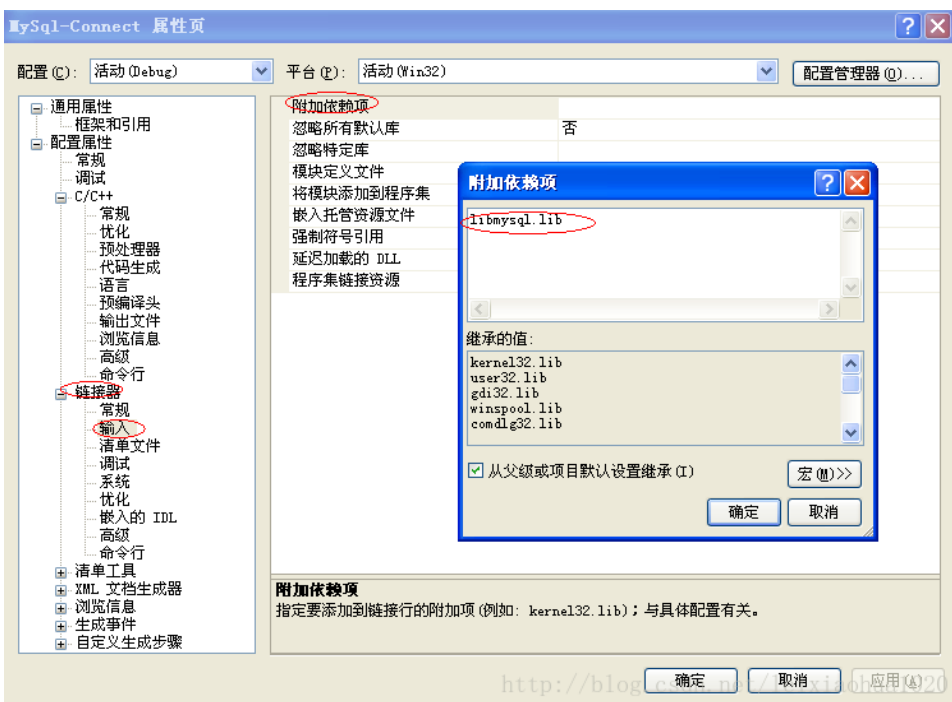 MySql-Connect 属性页
配置(C):
活动(Debug)
平台(P):
活动(Win32)
配置管理器(O)...
通用属性
框架和引用
配置属性
常规
调试
C/C++
常规
优化
预处理器
代码生成
语言
预编译头
输出文件
浏览信息
高级
命令行
链接器
常规
输入
清单文件
调试
系统
优化
嵌入的 IDL
高级
命令行
清单工具
XML 文档生成器
浏览信息
生成事件
自定义生成步骤
附加依赖项
忽略所有默认库
否
忽略特定库
模块定义文件
将模块添加到程序集
嵌入托管资源文件
强制符号引用
延迟加载的 DLL
程序集链接资源
附加依赖项
libmysql.lib
继承的值:
kernel32.lib
user32.lib
gdi32.lib
winspool.lib
comdlg32.lib
从父级或项目默认设置继承(I)
宏(M)>>
确定
取消
附加依赖项
指定要添加到链接行的附加项(例如: kernel32.lib)；与具体配置有关。
确定
取消
应用(A)